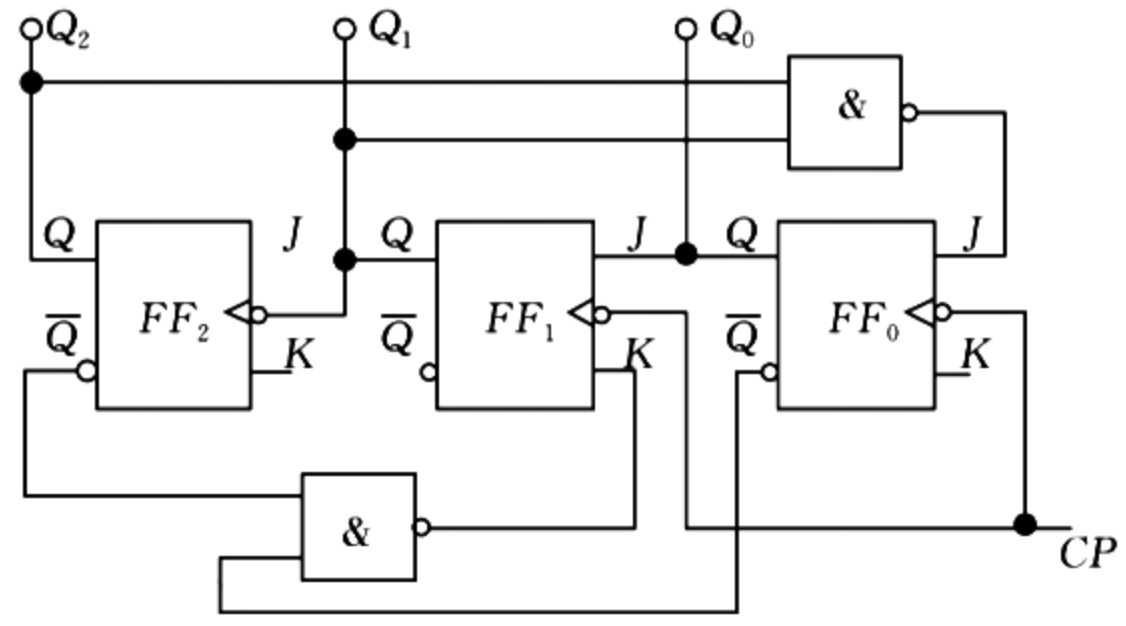 Q₂ Q₁ Q₀
&
Q J Q J Q J
FF₂ FF₁ FF₀
Q̅ K Q̅ K Q̅ K
&
CP